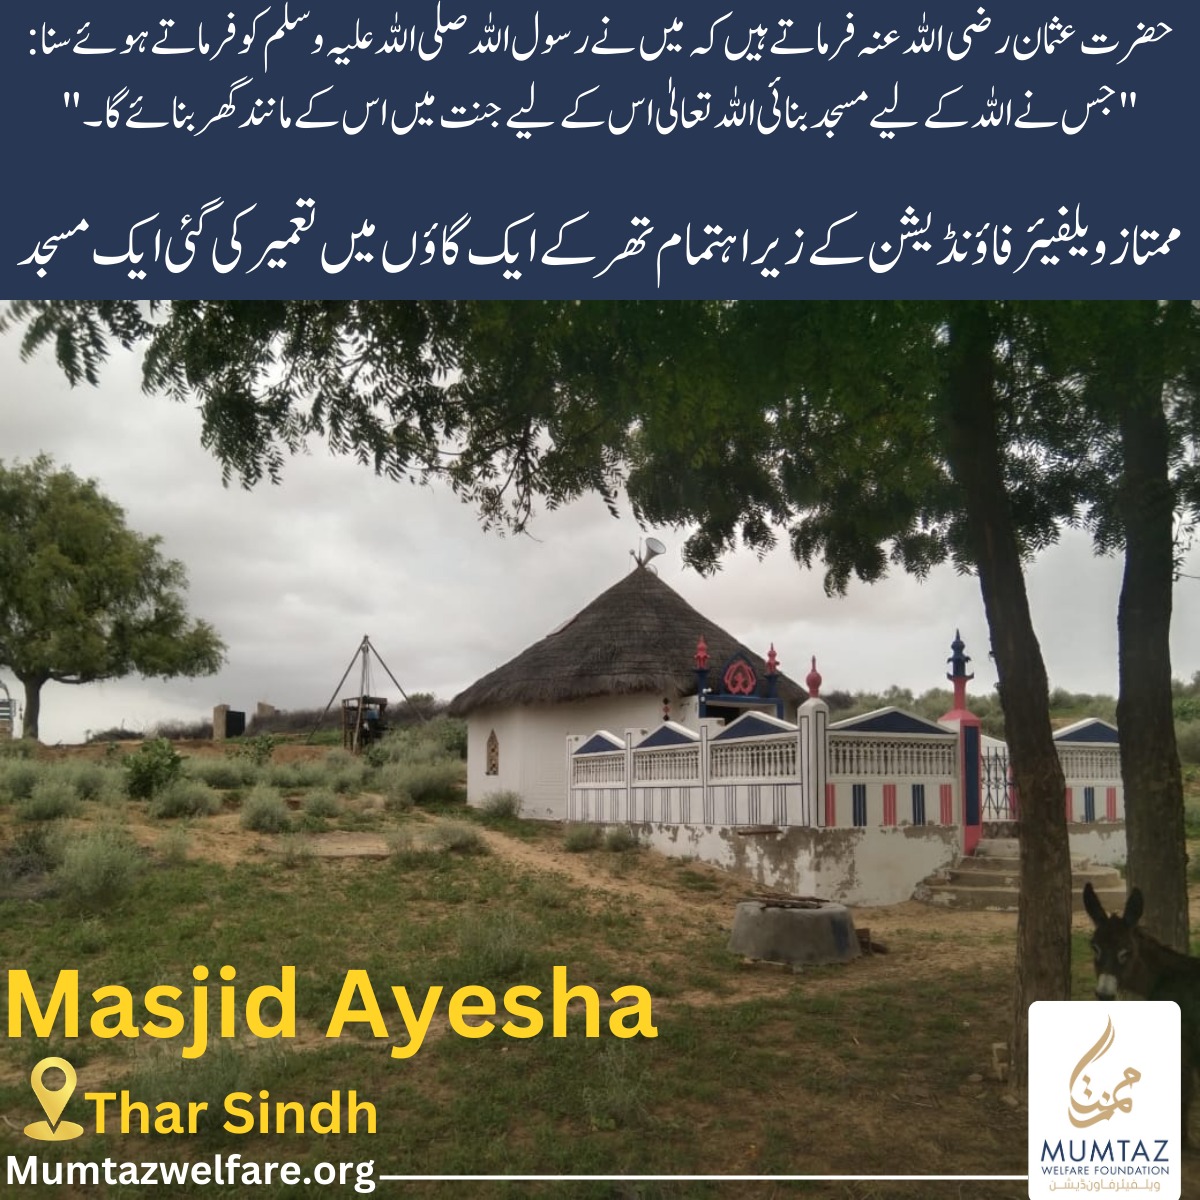 حضرت عثمان رضی اللہ عنہ فرماتے ہیں کہ میں نے رسول اللہ صلی اللہ علیہ وسلم کو فرماتے ہوئے سنا:
"جس نے اللہ کے لیے مسجد بنائی اللہ تعالٰی اس کے لیے جنت میں اس کے مانند گھر بنائے گا۔"
ممتاز ویلفیئر فاؤنڈیشن کے زیر اہتمام تھر کے ایک گاؤں میں تعمیر کی گئی ایک مسجد
Masjid Ayesha
Thar Sindh
Mumtazwelfare.org
ممتاز
MUMTAZ
WELFARE FOUNDATION
ویلفیئرفاونڈیشن